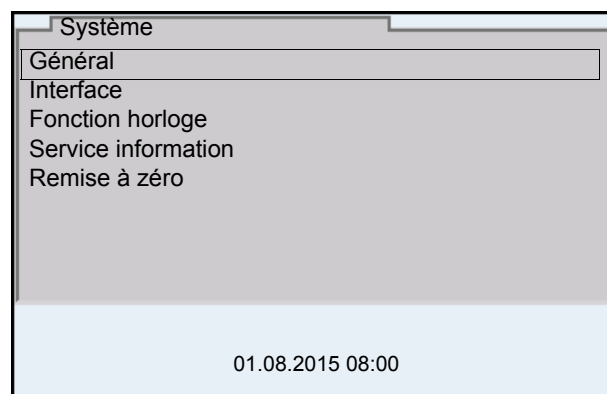 Système
Général
Interface
Fonction horloge
Service information
Remise à zéro
01.08.2015 08:00